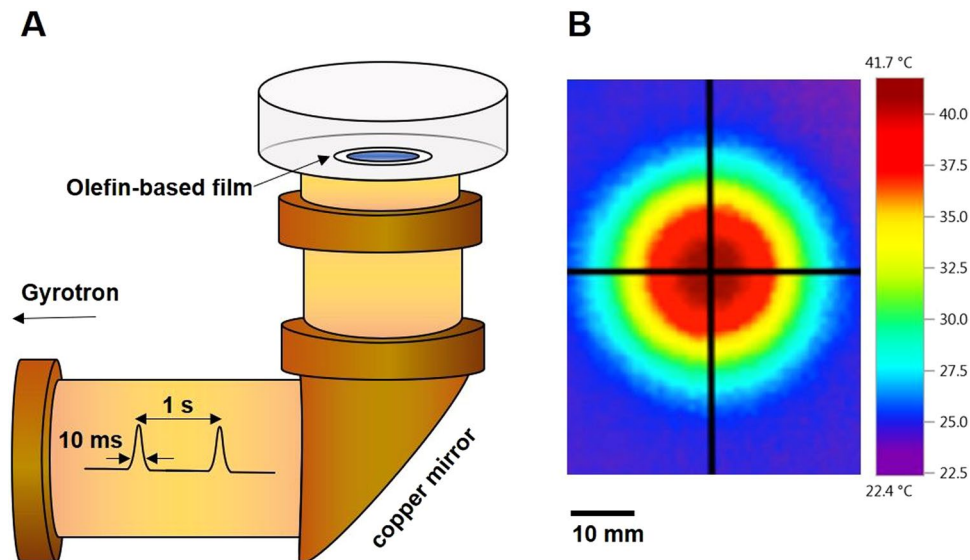 A
Olefin-based film
Gyrotron
1 s
10 ms
copper mirror
B
41.7 °C
40.0
37.5
35.0
32.5
30.0
27.5
25.0
22.5
22.4 °C
10 mm